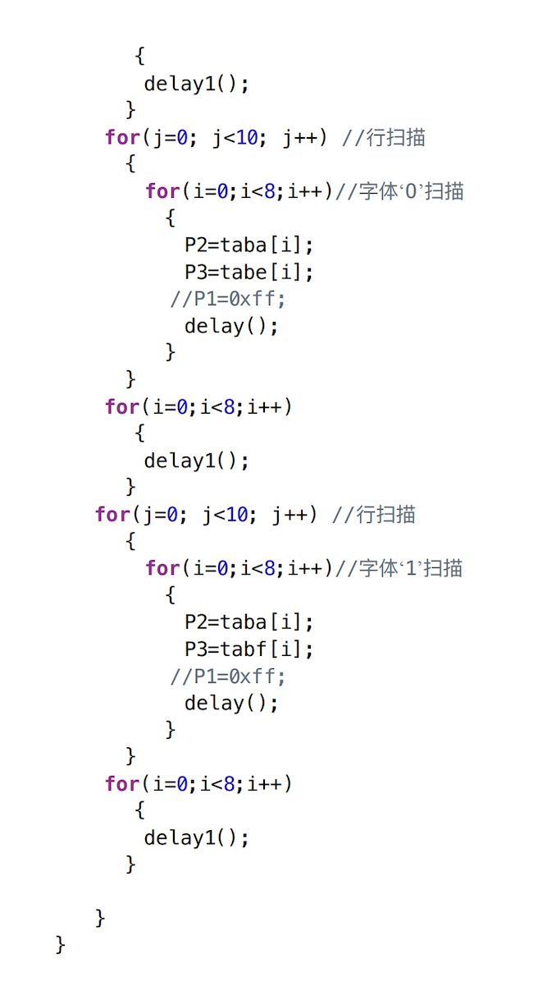 {
delay1();
}
for(j=0; j<10; j++) //行扫描
{
for(i=0;i<8;i++)//字体‘0’扫描
{
P2=taba[i];
P3=tabe[i];
//P1=0xff;
delay();
}
}
for(i=0;i<8;i++)
{
delay1();
}
for(j=0; j<10; j++) //行扫描
{
for(i=0;i<8;i++)//字体‘1’扫描
{
P2=taba[i];
P3=tabf[i];
//P1=0xff;
delay();
}
}
for(i=0;i<8;i++)
{
delay1();
}
}
}